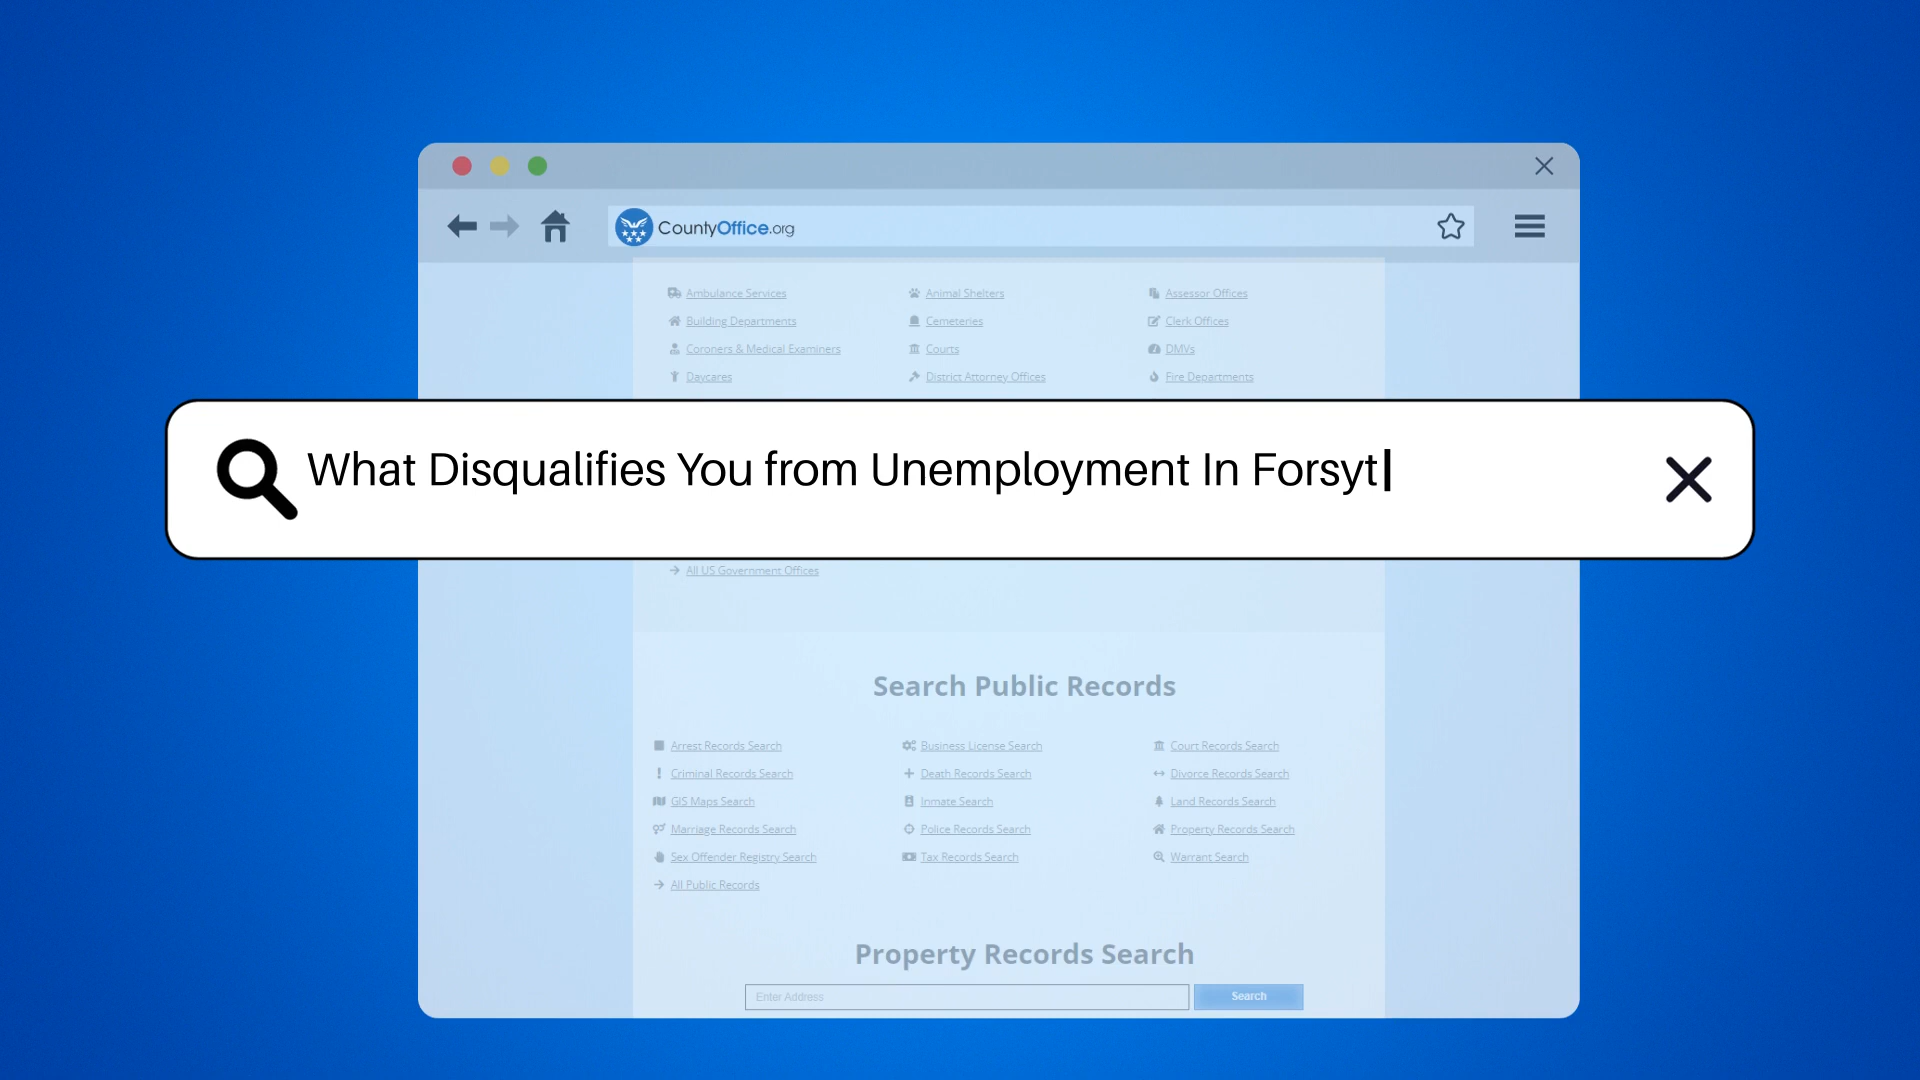 CountyOffice.org
Ambulance Services Animal Shelters Assessor Offices
Building Departments Cemeteries Clerk Offices
Coroners & Medical Examiners Courts DMVs
Daycares District Attorney Offices Fire Departments
What Disqualifies You from Unemployment In Forsyt
All US Government Offices
Search Public Records
Arrest Records Search Business License Search Court Records Search
Criminal Records Search Death Records Search Divorce Records Search
GIS Maps Search Inmate Search Land Records Search
Marriage Records Search Police Records Search Property Records Search
Sex Offender Registry Search Tax Records Search Warrant Search
All Public Records
Property Records Search
Enter Address Search